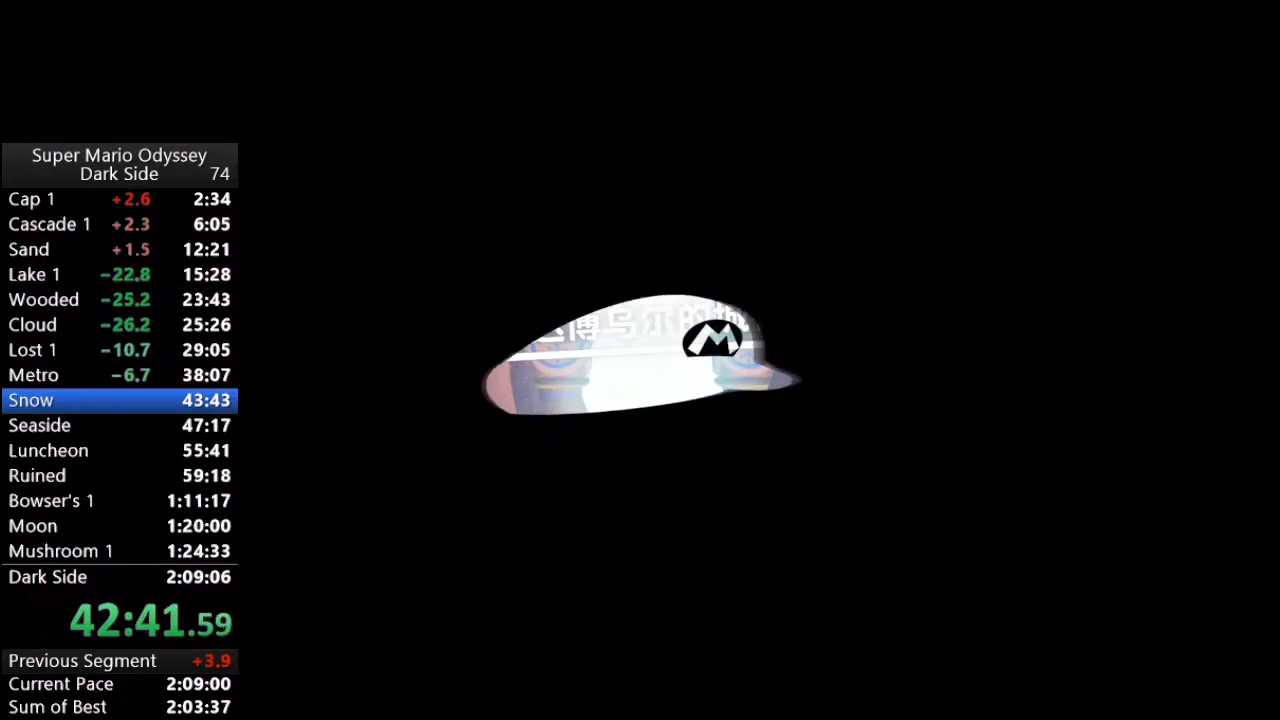 Super Mario Odyssey
Dark Side 74
Cap 1 +2.6 2:34
Cascade 1 +2.3 6:05
Sand +1.5 12:21
Lake 1 -22.8 15:28
Wooded -25.2 23:43
Cloud -26.2 25:26
Lost 1 -10.7 29:05
Metro -6.7 38:07
Snow 43:43
Seaside 47:17
Luncheon 55:41
Ruined 59:18
Bowser's 1 1:11:17
Moon 1:20:00
Mushroom 1 1:24:33
Dark Side 2:09:06
42:41.59
Previous Segment +3.9
Current Pace 2:09:00
Sum of Best 2:03:37
博马尔的 the
M